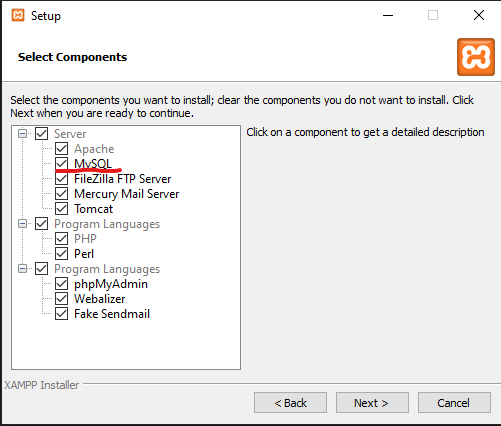 Setup
Select Components
Select the components you want to install; clear the components you do not want to install. Click
Next when you are ready to continue.
Server
Apache
MySQL
FileZilla FTP Server
Mercury Mail Server
Tomcat
Program Languages
PHP
Perl
Program Languages
phpMyAdmin
Webalizer
Fake Sendmail
Click on a component to get a detailed description
XAMPP Installer
< Back
Next >
Cancel